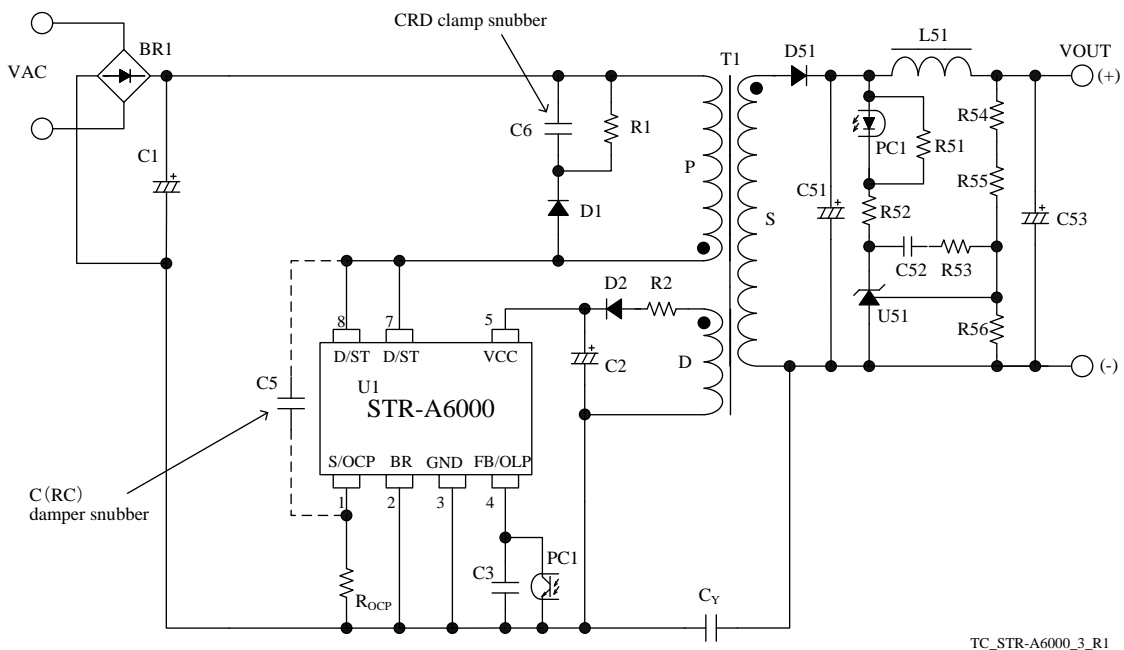 CRD clamp snubber
VAC
BR1
C1
+
C6
R1
D1
P
T1
S
D51
L51
VOUT
(+)
PC1
R51
R52
R54
R55
C51
+
C53
+
C52
R53
U51
R56
(-)
D2
R2
C2
+
D
8
7
5
D/ST
D/ST
VCC
U1
STR-A6000
S/OCP
BR
GND
FB/OLP
1
2
3
4
C5
C(RC)
damper snubber
ROCP
C3
PC1
CY
TC_STR-A6000_3_R1